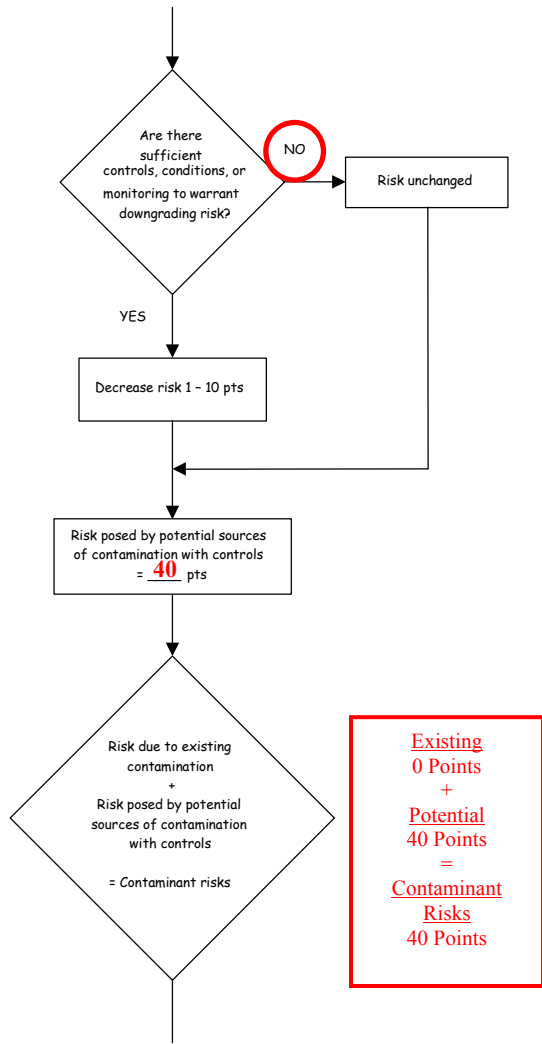 Are there
sufficient
controls, conditions, or
monitoring to warrant
downgrading risk?
NO
Risk unchanged
YES
Decrease risk 1 – 10 pts
Risk posed by potential sources
of contamination with controls
= 40 pts
Risk due to existing
contamination
+
Risk posed by potential
sources of contamination
with controls
= Contaminant risks
Existing
0 Points
+
Potential
40 Points
=
Contaminant
Risks
40 Points